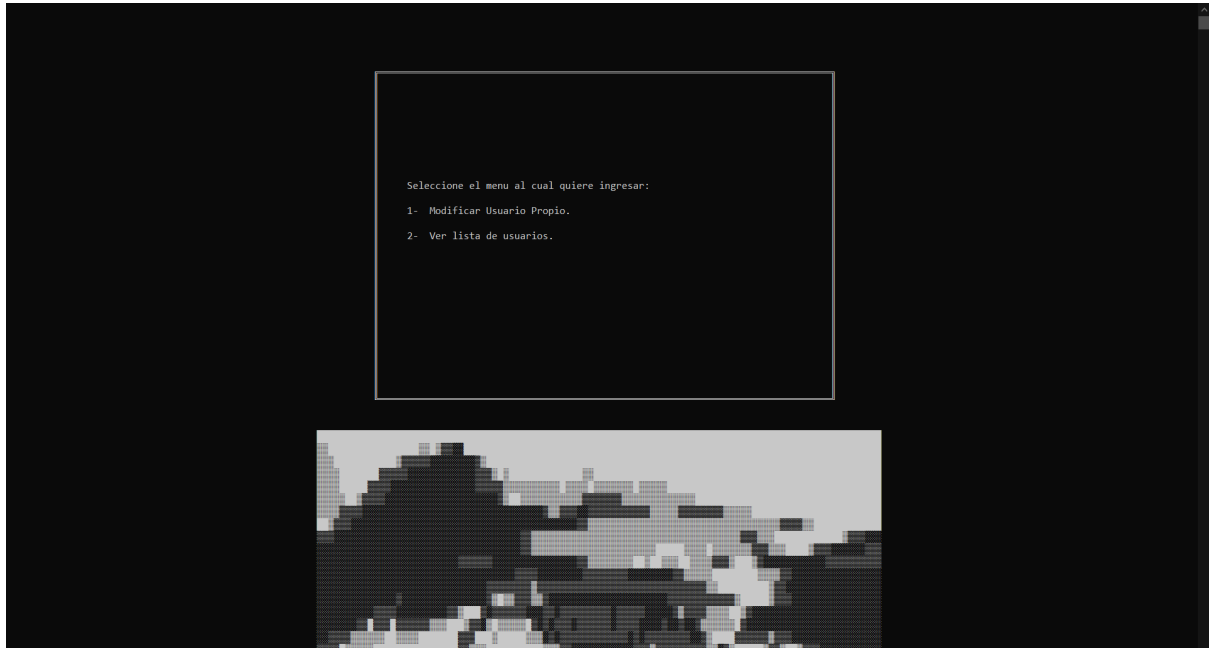 Seleccione el menu al cual quiere ingresar:
1- Modificar Usuario Propio.
2- Ver lista de usuarios.